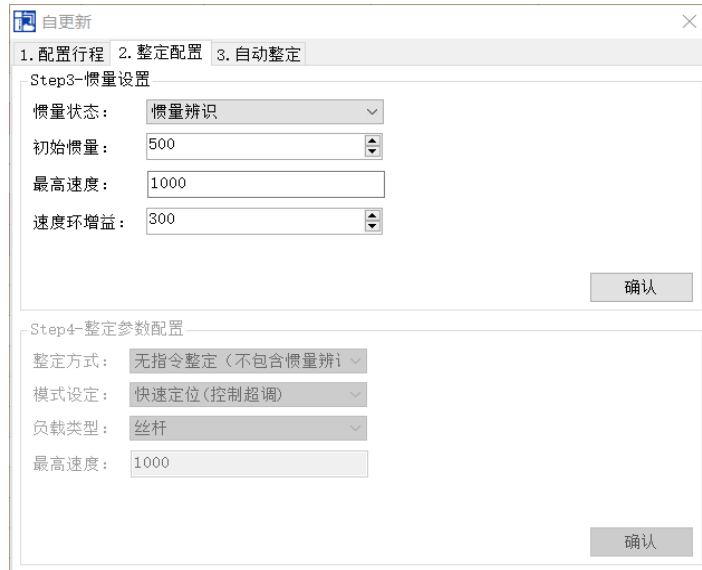 自更新
1.配置行程 2.整定配置 3.自动整定
Step3-惯量设置
惯量状态： 惯量辨识
初始惯量： 500
最高速度： 1000
速度环增益： 300
确认
Step4-整定参数配置
整定方式： 无指令整定（不包含惯量辨
模式设定： 快速定位(控制超调)
负载类型： 丝杆
最高速度： 1000
确认